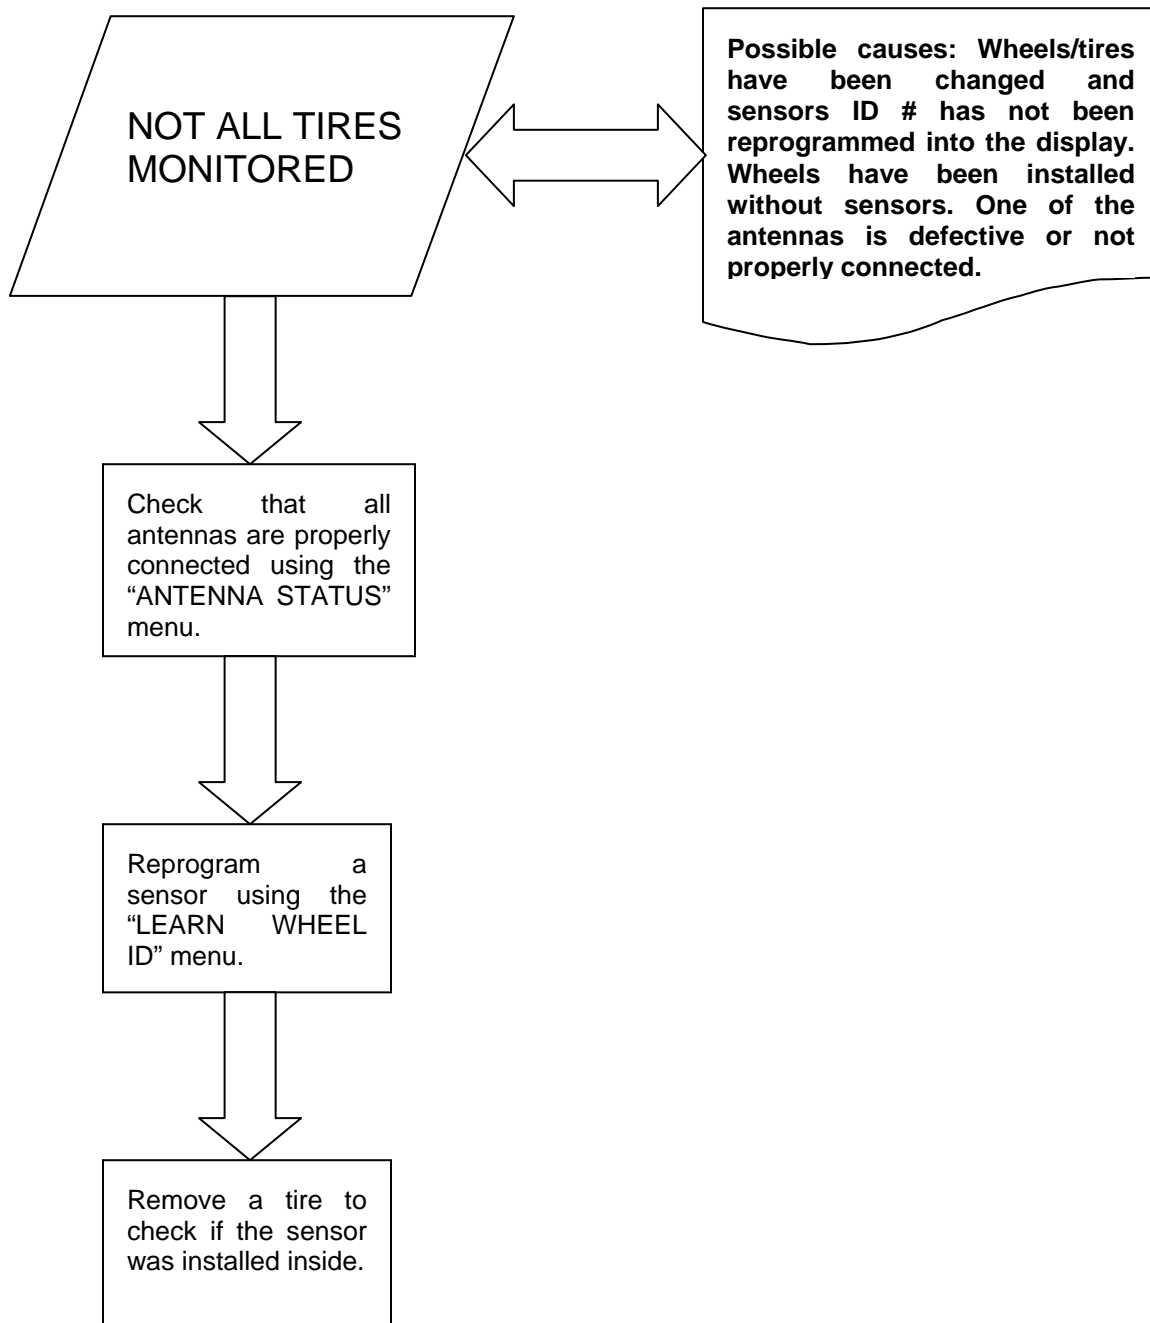 NOT ALL TIRES
MONITORED
Possible causes: Wheels/tires
have been changed and
sensors ID # has not been
reprogrammed into the display.
Wheels have been installed
without sensors. One of the
antennas is defective or not
properly connected.
Check that all
antennas are properly
connected using the
“ANTENNA STATUS”
menu.
Reprogram a
sensor using the
“LEARN WHEEL
ID” menu.
Remove a tire to
check if the sensor
was installed inside.